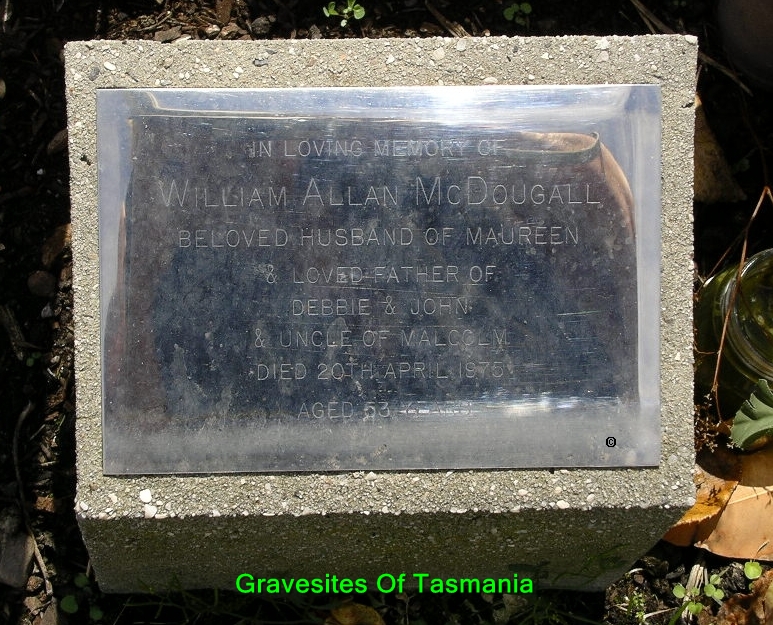 IN LOVING MEMORY OF
WILLIAM ALLAN MCDOUGALL
BELOVED HUSBAND OF MAUREEN
& LOVED FATHER OF
DEBBIE & JOHN
& UNCLE OF MALCOLM
DIED 20TH APRIL 1975
AGED 53 YEARS
©
Gravesites Of Tasmania